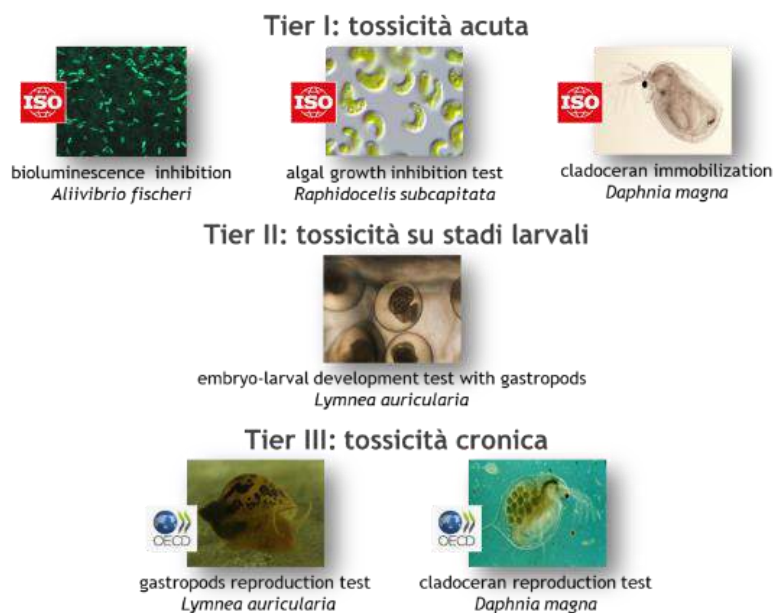 Tier I: tossicità acuta
ISO
ISO
ISO
bioluminescence inhibition
Aliivibrio fischeri
algal growth inhibition test
Raphidocelis subcapitata
cladoceran immobilization
Daphnia magna
Tier II: tossicità su stadi larvali
embryo-larval development test with gastropods
Lymnea auricularia
Tier III: tossicità cronica
OECD
OECD
gastropods reproduction test
Lymnea auricularia
cladoceran reproduction test
Daphnia magna